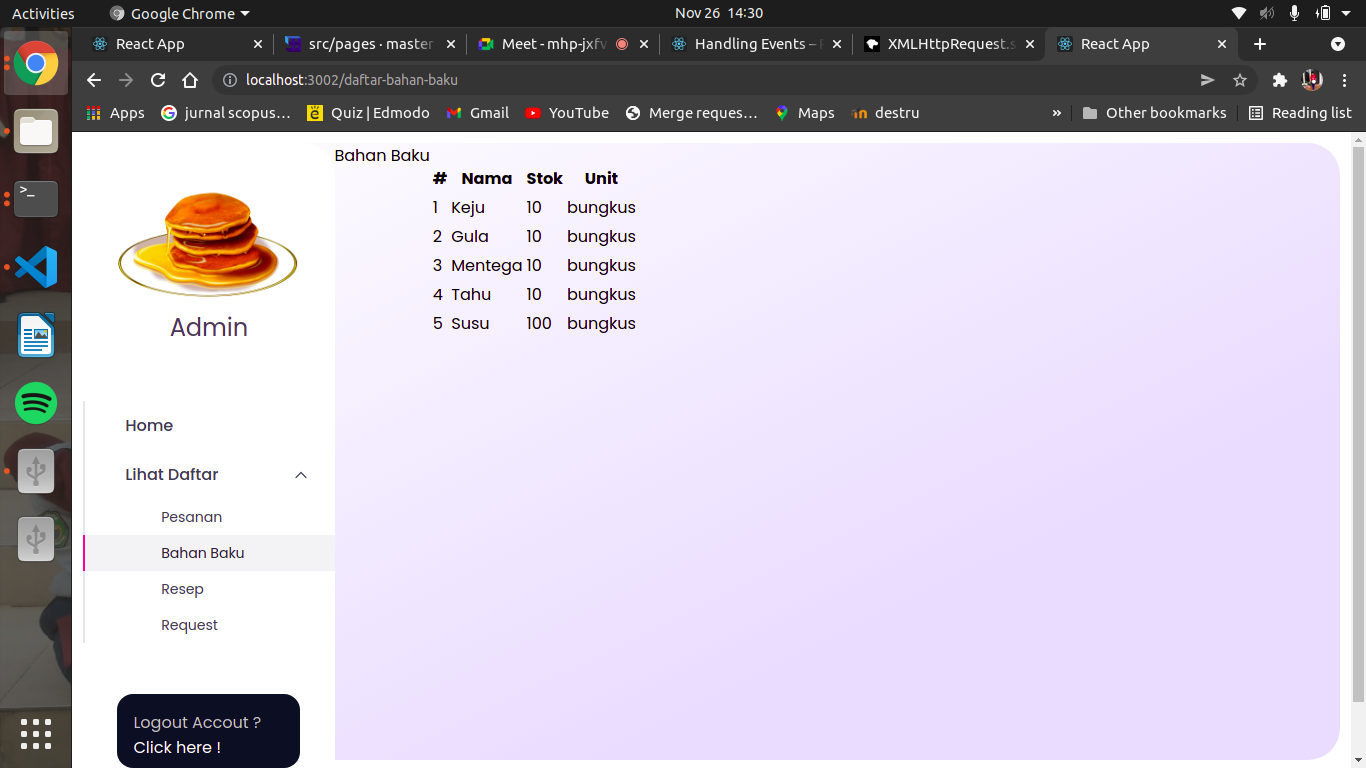 Activities Google Chrome Nov 26 14:30
React App src/pages · master Meet - mhp-jxfv Handling Events – XMLHttpRequest.s React App
localhost:3002/daftar-bahan-baku
Apps jurnal scopus… Quiz | Edmodo Gmail YouTube Merge reques… Maps destru » Other bookmarks Reading list
Admin
Home
Lihat Daftar
Pesanan
Bahan Baku
Resep
Request
Logout Accout ?
Click here !
Bahan Baku
# Nama Stok Unit
1 Keju 10 bungkus
2 Gula 10 bungkus
3 Mentega 10 bungkus
4 Tahu 10 bungkus
5 Susu 100 bungkus